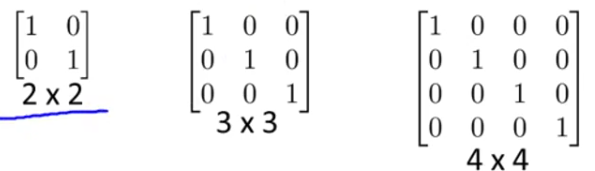 1 0
0 1
2 x 2
1 0 0
0 1 0
0 0 1
3 x 3
1 0 0 0
0 1 0 0
0 0 1 0
0 0 0 1
4 x 4